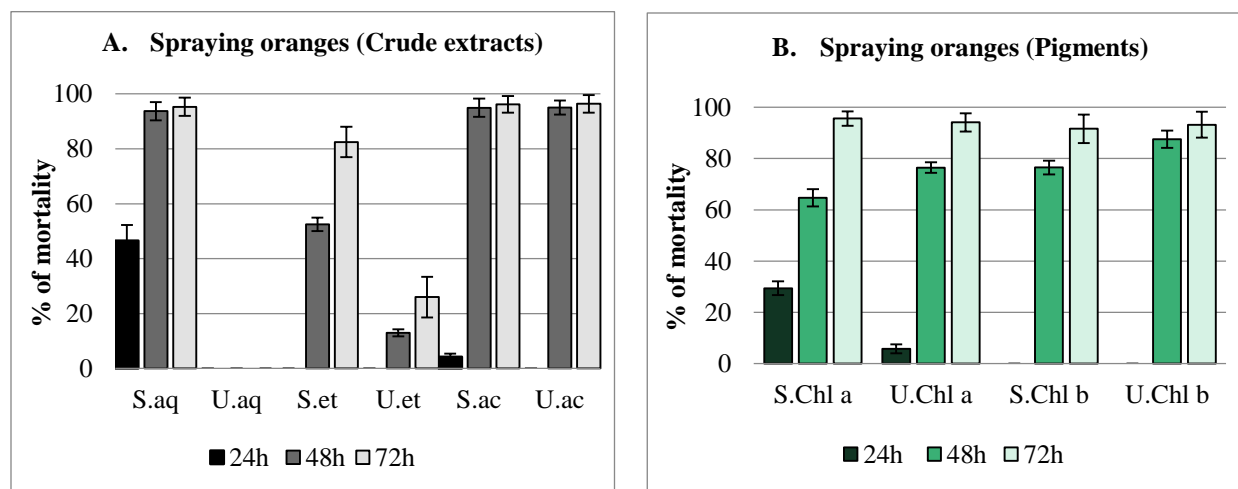 A. Spraying oranges (Crude extracts)
% of mortality
100
80
60
40
20
0
S.aq U.aq S.et U.et S.ac U.ac
24h 48h 72h
B. Spraying oranges (Pigments)
% of mortality
100
80
60
40
20
0
S.Chl a U.Chl a S.Chl b U.Chl b
24h 48h 72h